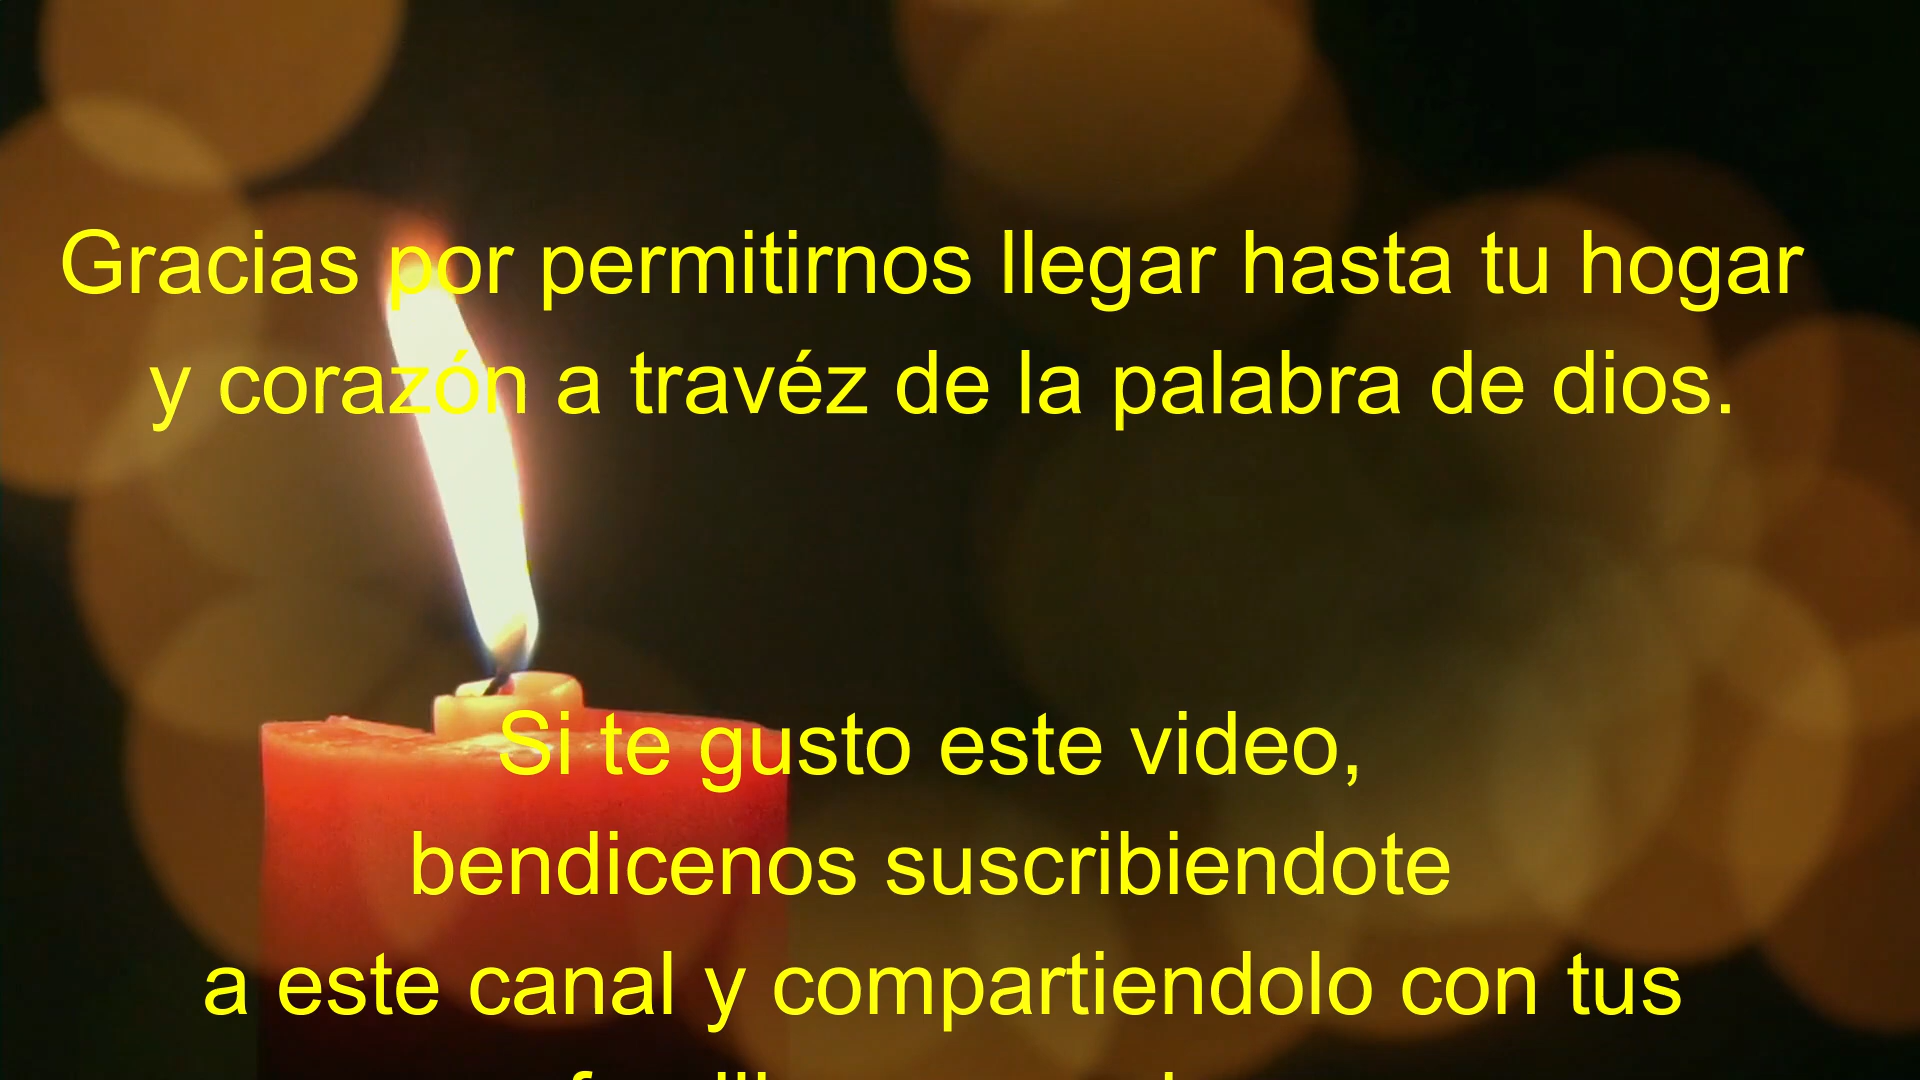 Gracias por permitirnos llegar hasta tu hogar
y corazón a travéz de la palabra de dios.
Si te gusto este video,
bendicenos suscribiendote
a este canal y compartiendolo con tus